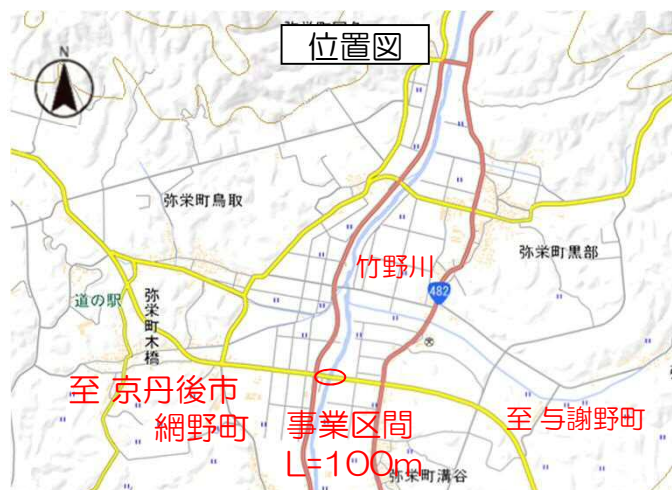 位置図
N
弥栄町鳥取
弥栄町黒部
竹野川
482
道の駅
弥栄町木橋
至 京丹後市
網野町
事業区間
L=100m
至 与謝野町
弥栄町溝谷